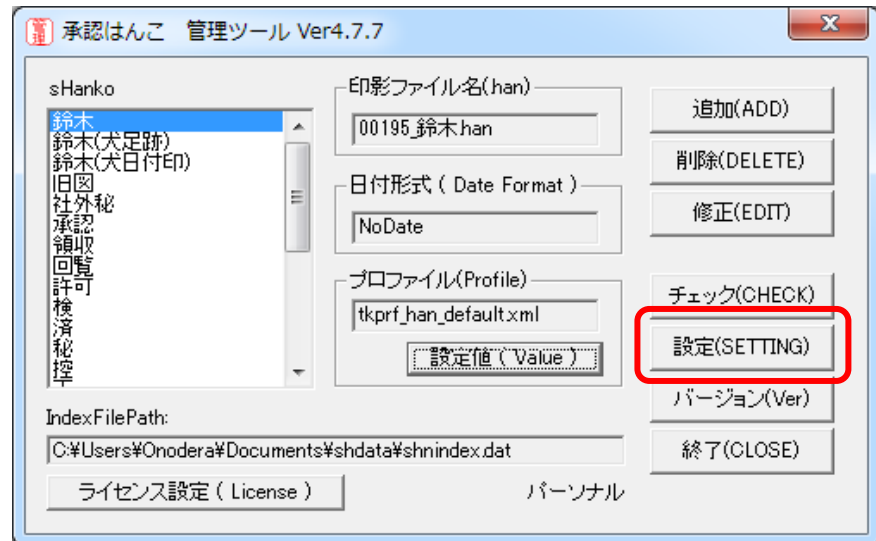 管理 承認はんこ 管理ツール Ver4.7.7
sHanko
鈴木
鈴木(犬足跡)
鈴木(犬日付印)
旧図
社外秘
承認
領収
回覧
許可
検
済
秘
控
印影ファイル名(han)
00195_鈴木.han
日付形式 ( Date Format )
NoDate
プロファイル(Profile)
tkprf_han_default.xml
設定値 ( Value )
追加(ADD)
削除(DELETE)
修正(EDIT)
チェック(CHECK)
設定(SETTING)
バージョン(Ver)
終了(CLOSE)
IndexFilePath:
C:¥Users¥Onodera¥Documents¥shdata¥shnindex.dat
ライセンス設定 ( License )
パーソナル